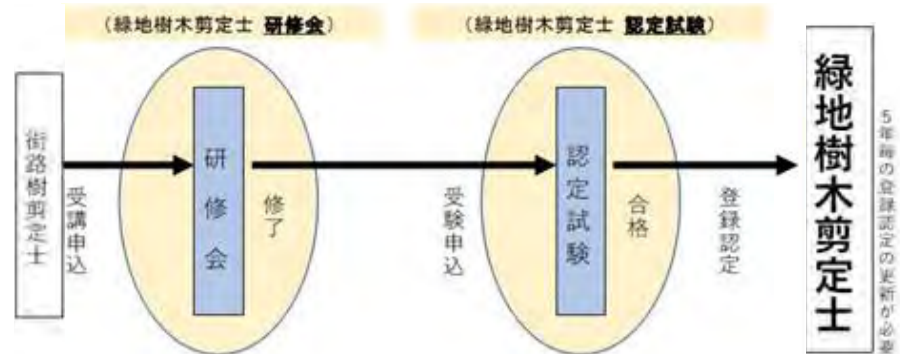 (緑地樹木剪定士 研修会)
(緑地樹木剪定士 認定試験)
街路樹剪定士
受講申込
研修会
修了
受験申込
認定試験
合格
登録認定
緑地樹木剪定士
5年毎の登録認定の更新が必要